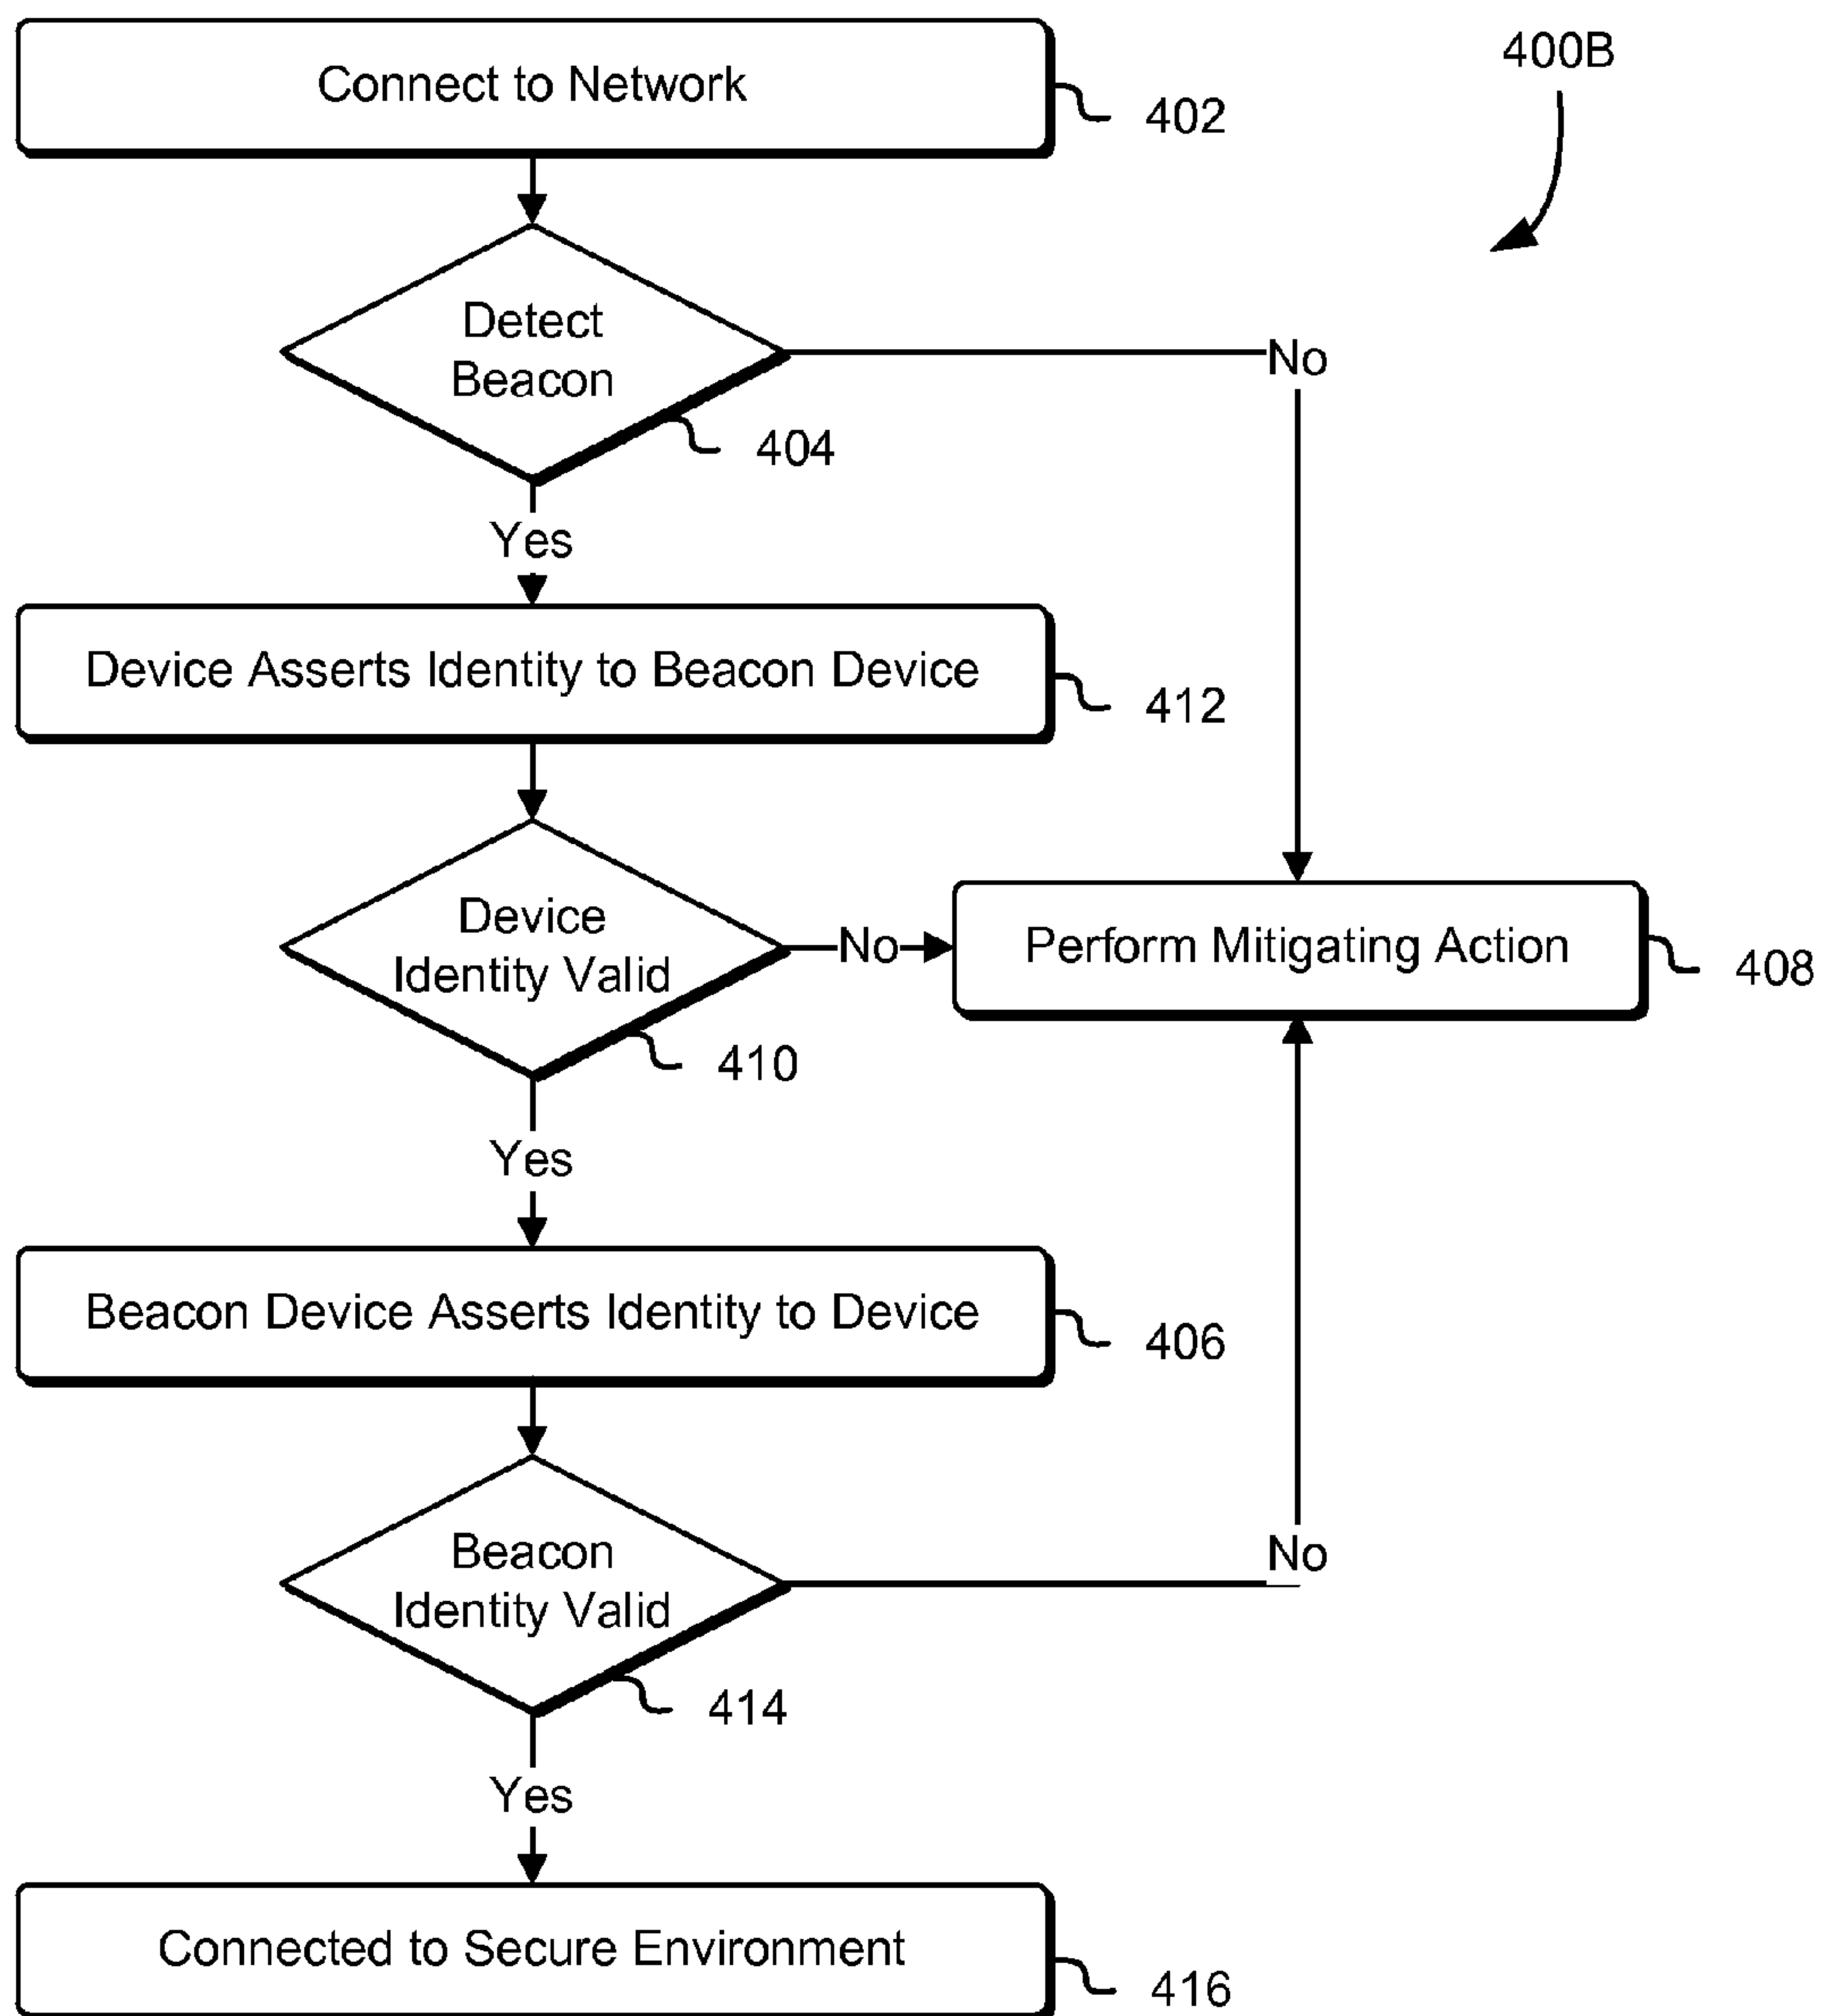 400B
Connect to Network
402
Detect
Beacon
No
404
Yes
Device Asserts Identity to Beacon Device
412
Device
Identity Valid
No
Perform Mitigating Action
408
410
Yes
Beacon Device Asserts Identity to Device
406
Beacon
Identity Valid
No
414
Yes
Connected to Secure Environment
416